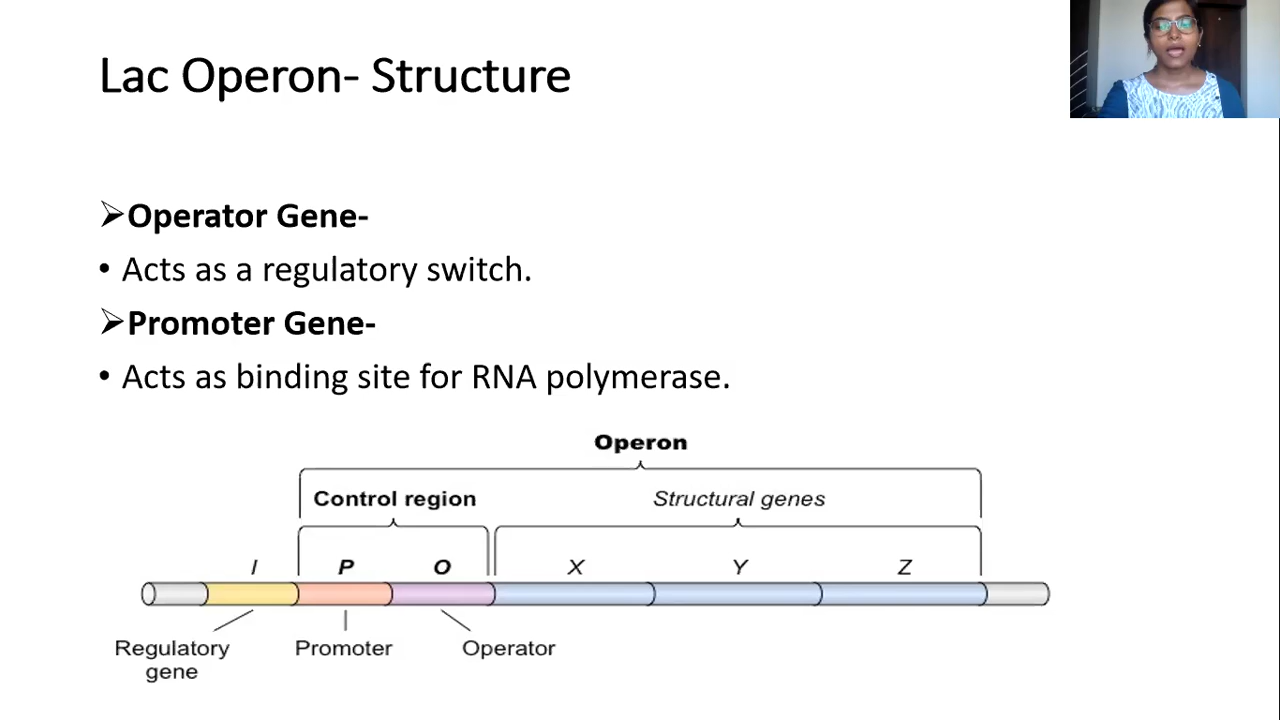 Lac Operon- Structure
➢Operator Gene-
• Acts as a regulatory switch.
➢Promoter Gene-
• Acts as binding site for RNA polymerase.
Operon
Control region Structural genes
I P O X Y Z
Regulatory gene Promoter Operator